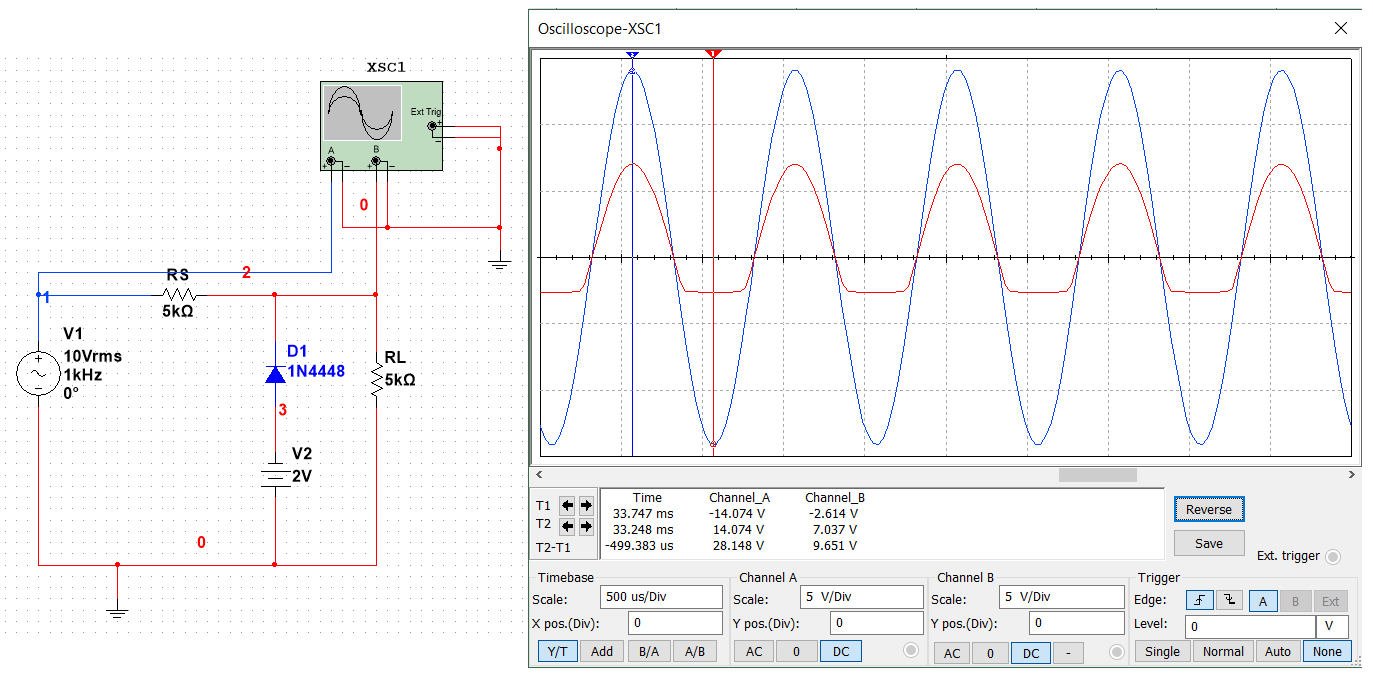 Oscilloscope-XSC1
XSC1
Ext Trig
+
−
A
B
+ − + −
0
RS
2
1
5kΩ
V1
10Vrms
1kHz
0°
+
−
D1
1N4448
RL
5kΩ
3
V2
2V
0
2
1
T1
T2
T2-T1
Time Channel_A Channel_B
33.747 ms -14.074 V -2.614 V
33.248 ms 14.074 V 7.037 V
-499.383 us 28.148 V 9.651 V
Reverse
Save
Ext. trigger
Timebase
Scale: 500 us/Div
X pos.(Div): 0
Y/T Add B/A A/B
Channel A
Scale: 5 V/Div
Y pos.(Div): 0
AC 0 DC
Channel B
Scale: 5 V/Div
Y pos.(Div): 0
AC 0 DC -
Trigger
Edge: A B Ext
Level: 0 V
Single Normal Auto None